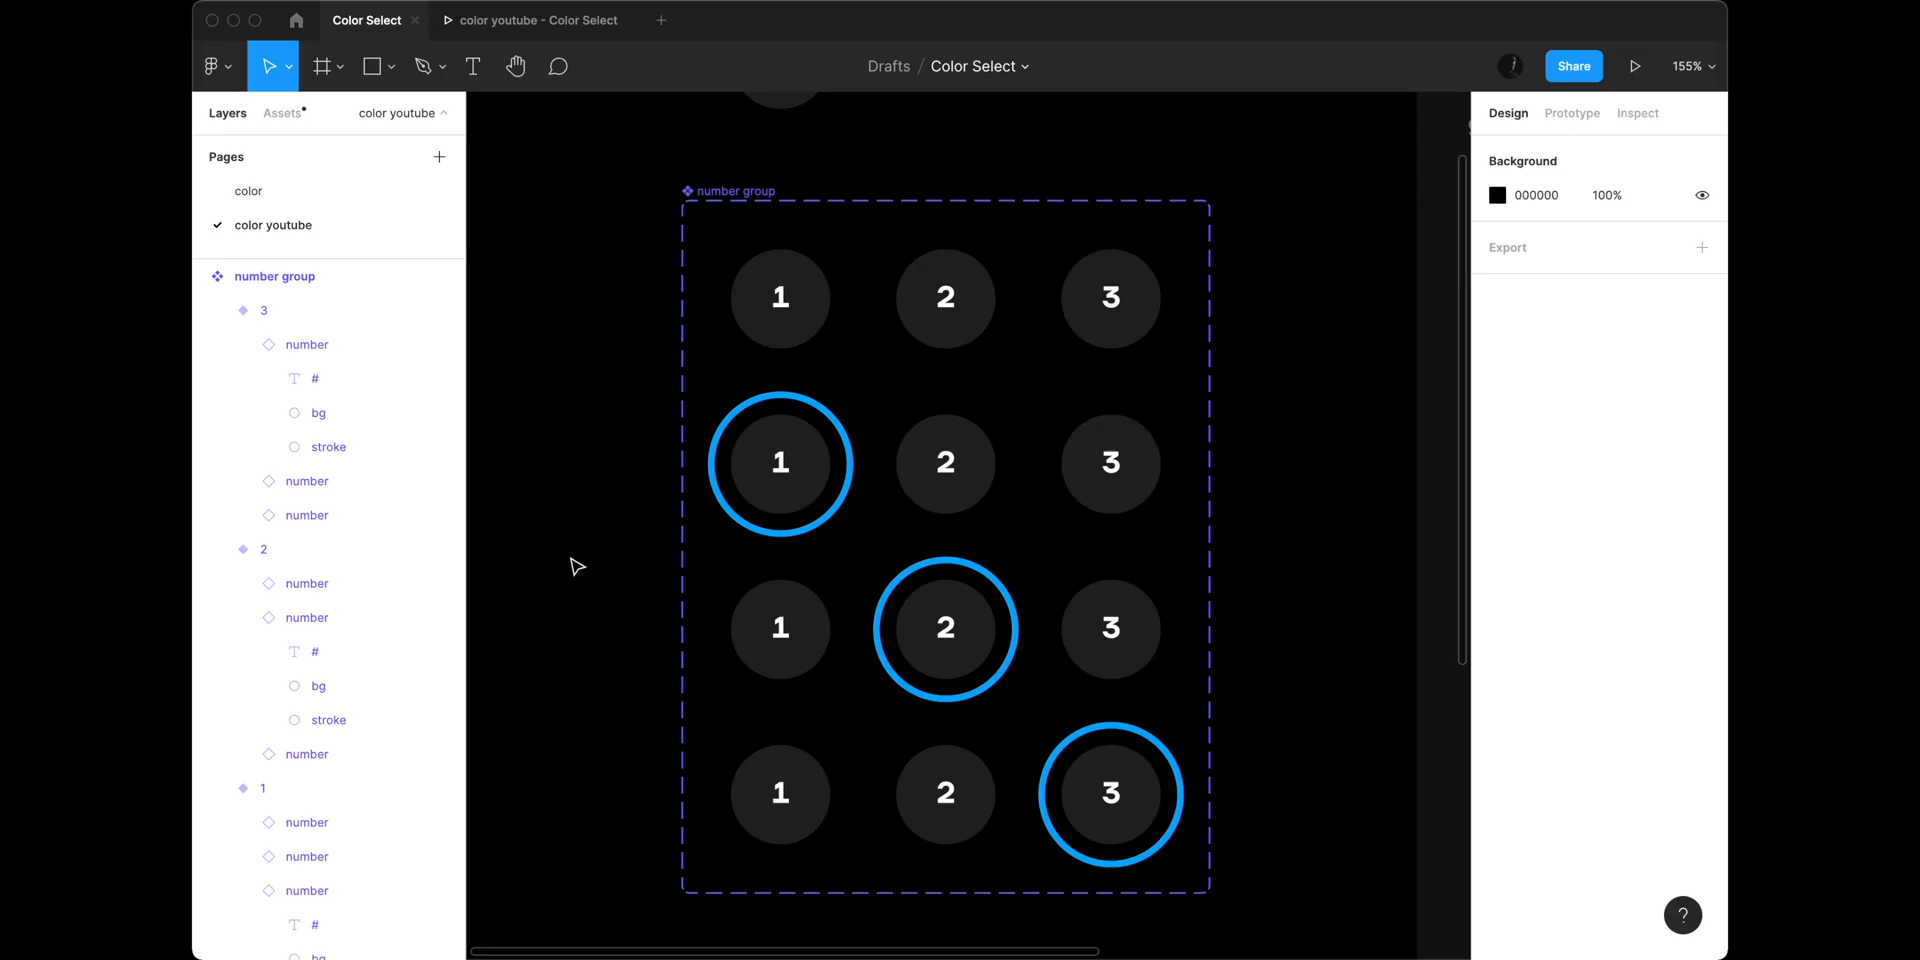 Color Select
color youtube - Color Select
Drafts / Color Select
Share
155%
Layers
Assets
color youtube
Pages
color
color youtube
number group
3
number
#
bg
stroke
number
number
2
number
number
#
bg
stroke
number
1
number
number
number
#
bg
number group
1 2 3
1 2 3
1 2 3
1 2 3
Design
Prototype
Inspect
Background
000000
100%
Export
?